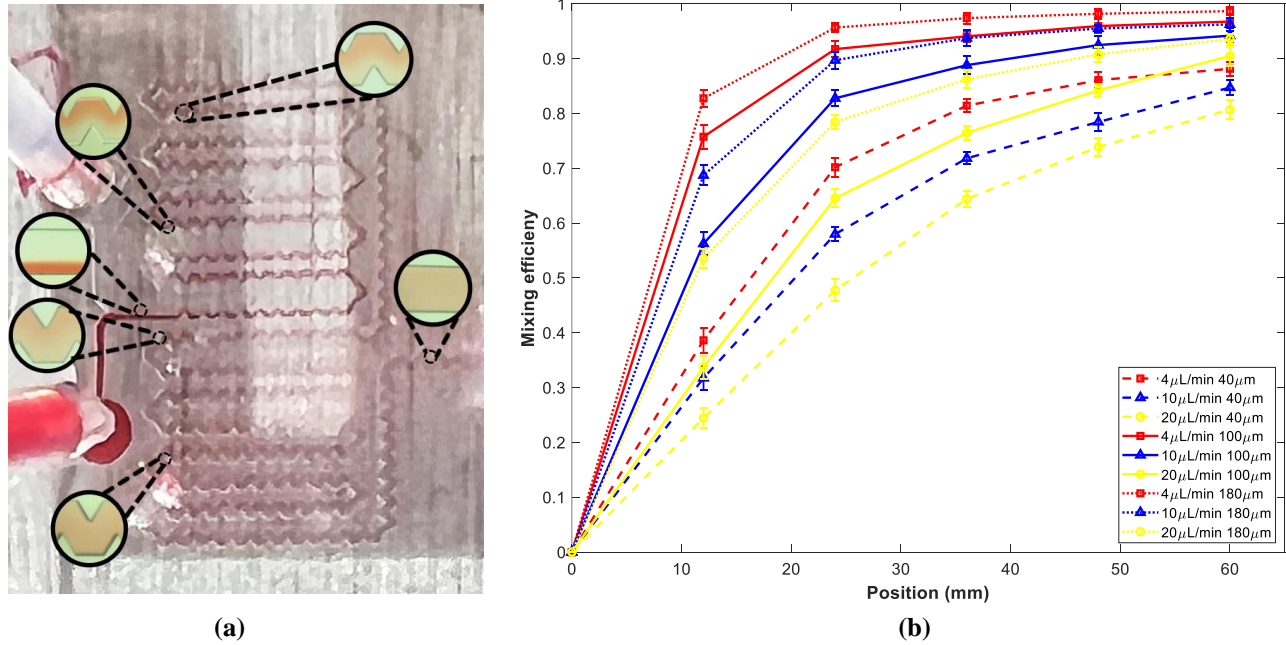 1
0.9
0.8
0.7
0.6
0.5
0.4
0.3
0.2
0.1
0
Mixing efficieny
0 10 20 30 40 50 60
Position (mm)
4μL/min 40μm
10μL/min 40μm
20μL/min 40μm
4μL/min 100μm
10μL/min 100μm
20μL/min 100μm
4μL/min 180μm
10μL/min 180μm
20μL/min 180μm
(a) (b)